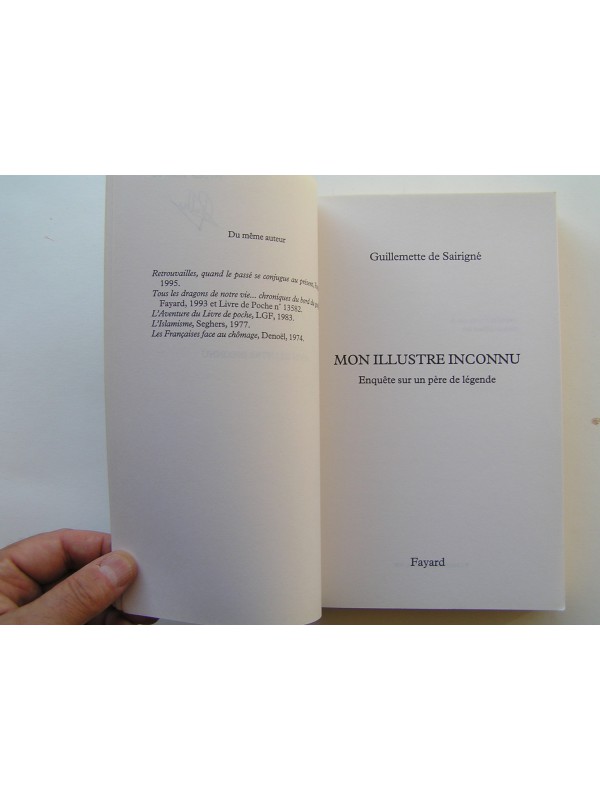 Du même auteur
Retrouvailles, quand le passé se conjugue au présent,
1995.
Tous les dragons de notre vie... chroniques du bord
Fayard, 1993 et Livre de Poche n° 13582.
L'Aventure du Livre de poche, LGF, 1983.
L'Islamisme, Seghers, 1977.
Les Françaises face au chômage, Denoël, 1974.
Guillemette de Sairigné
MON ILLUSTRE INCONNU
Enquête sur un père de légende
Fayard